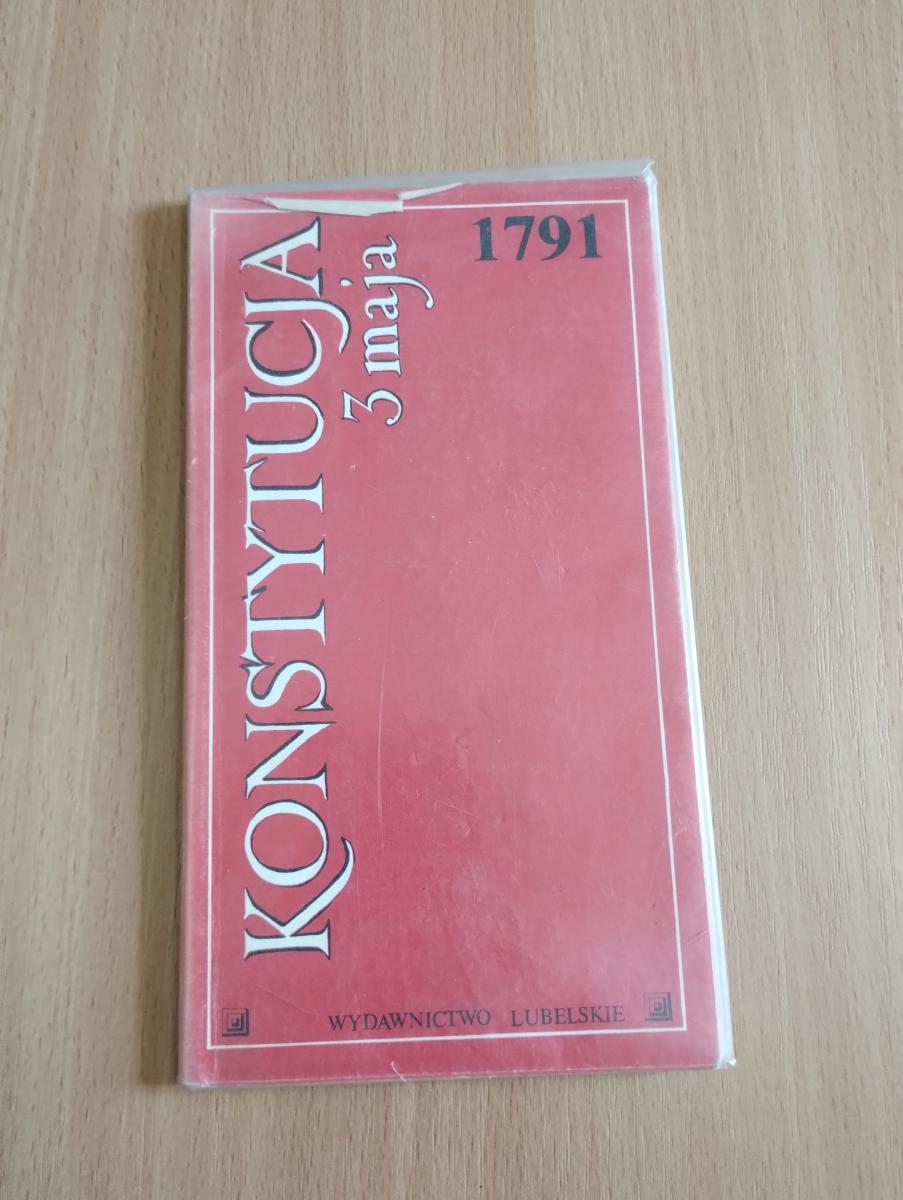 KONSTYTUCJA
3 maja
1791
WYDAWNICTWO LUBELSKIE